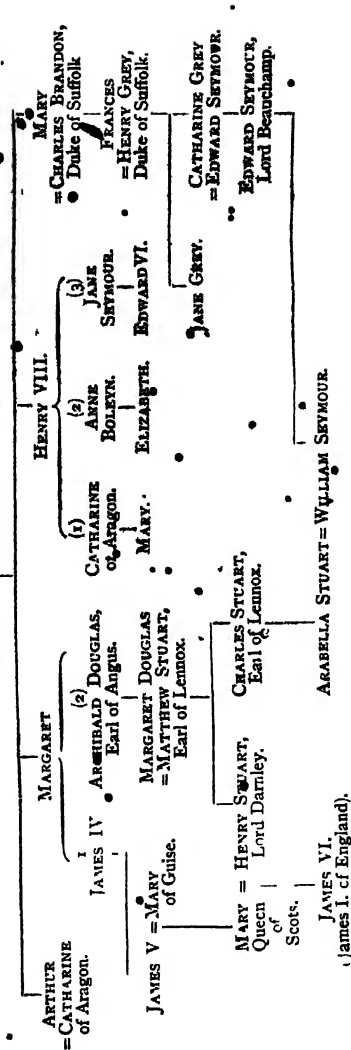 ARTHUR
=CATHARINE
of Aragon.
MARGARET
JAMES IV
(2)
ARCHIBALD DOUGLAS,
Earl of Angus.
JAMES V = MARY
of Guise.
MARGARET DOUGLAS
=MATTHEW STUART,
Earl of Lennox.
MARY = HENRY STUART,
Queen Lord Darnley.
of
Scots.
CHARLES STUART,
Earl of Lennox.
JAMES VI.
(James I. of England).
ARABELLA STUART=WILLIAM SEYMOUR.
HENRY VIII.
(1)
CATHARINE
of Aragon.
MARY.
(2)
ANNE
BOLEYN.
ELIZABETH.
(3)
JANE
SEYMOUR.
EDWARD VI.
MARY
=CHARLES BRANDON,
Duke of Suffolk
FRANCES
=HENRY GREY,
Duke of Suffolk.
JANE GREY.
CATHARINE GREY
=EDWARD SEYMOUR.
EDWARD SEYMOUR,
Lord Beauchamp.